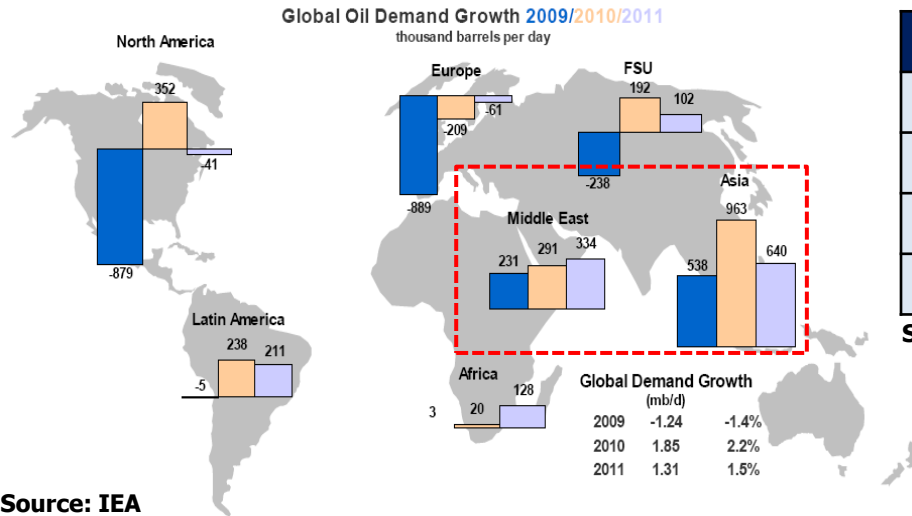 Global Oil Demand Growth 2009/2010/2011
thousand barrels per day
North America
352
-41
-879
Europe
-61
-209
-889
FSU
192
102
-238
Asia
963
640
538
Middle East
334
291
231
Latin America
238
211
-5
Africa
128
20
3
Global Demand Growth
(mb/d)
2009 -1.24 -1.4%
2010 1.85 2.2%
2011 1.31 1.5%
S
Source: IEA